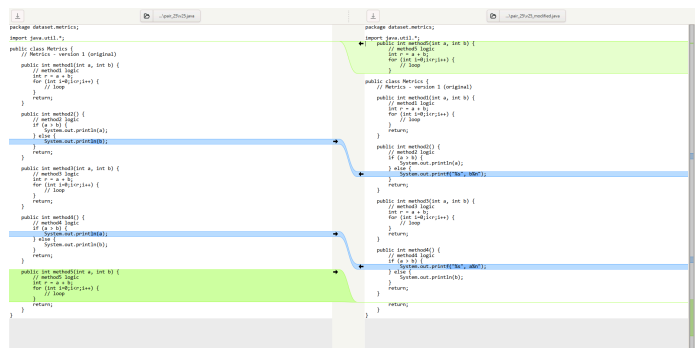 ...\pair_25\v25.java
...\pair_25\v25_modified.java
package dataset.metrics;
import java.util.*;
public class Metrics {
// Metrics - version 1 (original)
public int method1(int a, int b) {
// method1 logic
int r = a + b;
for (int i=0;i<r;i++) {
// loop
}
return;
}
public int method2() {
// method2 logic
if (a > b) {
System.out.println(a);
} else {
System.out.println(b);
}
return;
}
public int method3(int a, int b) {
// method3 logic
int r = a + b;
for (int i=0;i<r;i++) {
// loop
}
return;
}
public int method4() {
// method4 logic
if (a > b) {
System.out.println(a);
} else {
System.out.println(b);
}
return;
}
public int method5(int a, int b) {
// method5 logic
int r = a + b;
for (int i=0;i<r;i++) {
// loop
}
return;
}
}
package dataset.metrics;
import java.util.*;
public int method5(int a, int b) {
// method5 logic
int r = a + b;
for (int i=0;i<r;i++) {
// loop
}
public class Metrics {
// Metrics - version 1 (original)
public int method1(int a, int b) {
// method1 logic
int r = a + b;
for (int i=0;i<r;i++) {
// loop
}
return;
}
public int method2() {
// method2 logic
if (a > b) {
System.out.println(a);
} else {
System.out.printf("%s", b%n");
}
return;
}
public int method3(int a, int b) {
// method3 logic
int r = a + b;
for (int i=0;i<r;i++) {
// loop
}
return;
}
public int method4() {
// method4 logic
if (a > b) {
System.out.printf("%s", a%n");
} else {
System.out.println(b);
}
return;
}
return;
}
}